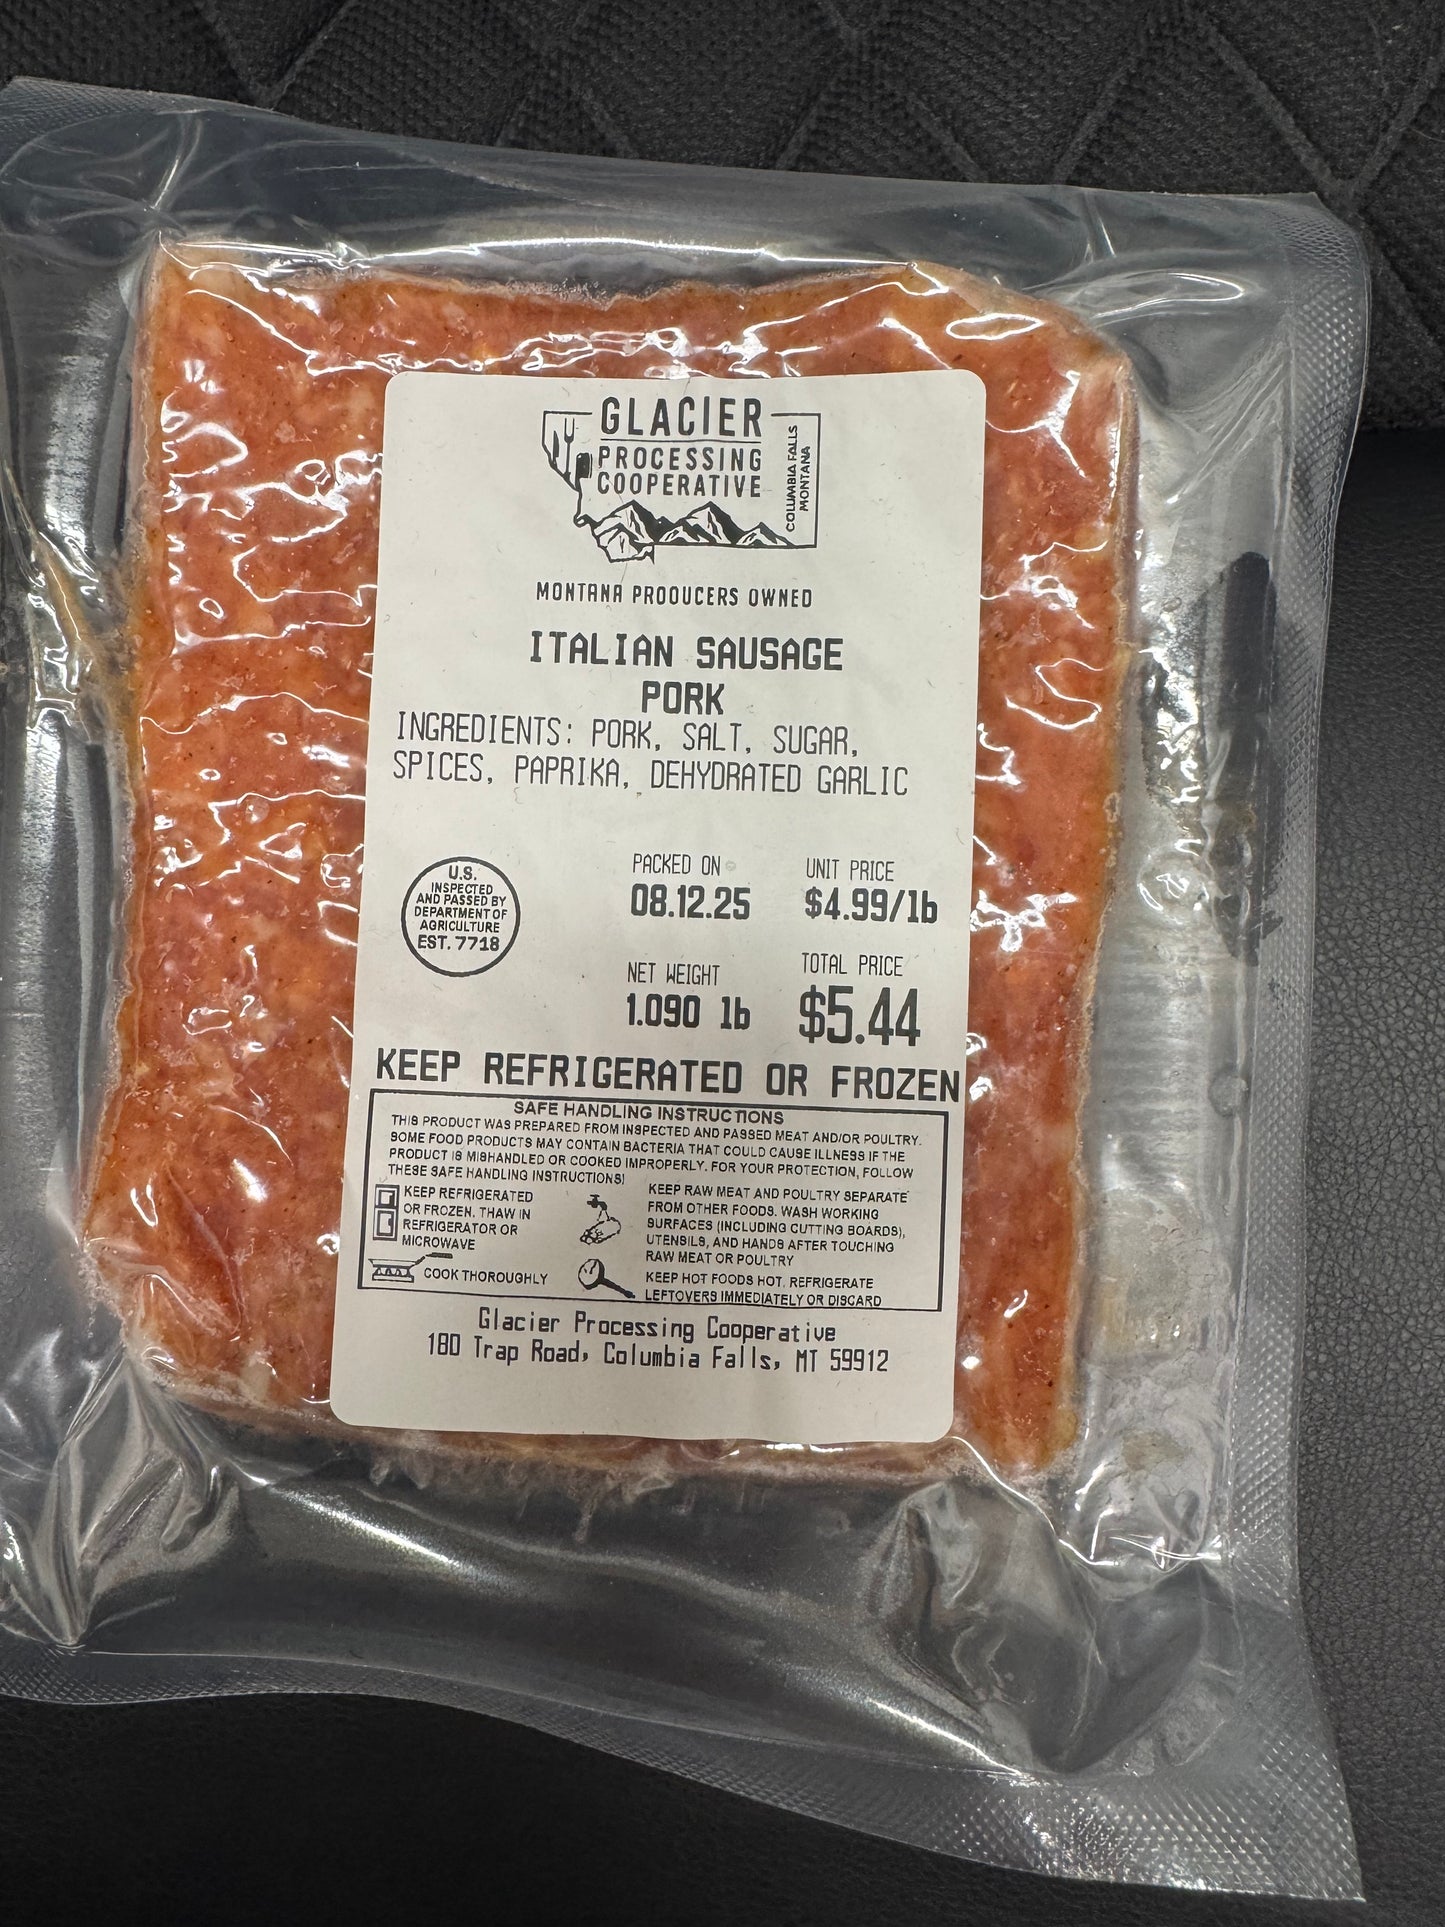 GLACIER
PROCESSING
COOPERATIVE
COLUMBIA FALLS
MONTANA
MONTANA PRODUCERS OWNED
ITALIAN SAUSAGE
PORK
INGREDIENTS: PORK, SALT, SUGAR,
SPICES, PAPRIKA, DEHYDRATED GARLIC
U.S.
INSPECTED
AND PASSED BY
DEPARTMENT OF
AGRICULTURE
EST. 7718
PACKED ON
08.12.25
UNIT PRICE
$4.99/lb
NET WEIGHT
1.090 lb
TOTAL PRICE
$5.44
KEEP REFRIGERATED OR FROZEN
SAFE HANDLING INSTRUCTIONS
THIS PRODUCT WAS PREPARED FROM INSPECTED AND PASSED MEAT AND/OR POULTRY.
SOME FOOD PRODUCTS MAY CONTAIN BACTERIA THAT COULD CAUSE ILLNESS IF THE
PRODUCT IS MISHANDLED OR COOKED IMPROPERLY. FOR YOUR PROTECTION, FOLLOW
THESE SAFE HANDLING INSTRUCTIONS!
KEEP REFRIGERATED
OR FROZEN. THAW IN
REFRIGERATOR OR
MICROWAVE
COOK THOROUGHLY
KEEP RAW MEAT AND POULTRY SEPARATE
FROM OTHER FOODS. WASH WORKING
SURFACES (INCLUDING CUTTING BOARDS),
UTENSILS, AND HANDS AFTER TOUCHING
RAW MEAT OR POULTRY
KEEP HOT FOODS HOT. REFRIGERATE
LEFTOVERS IMMEDIATELY OR DISCARD
Glacier Processing Cooperative
180 Trap Road, Columbia Falls, MT 59912